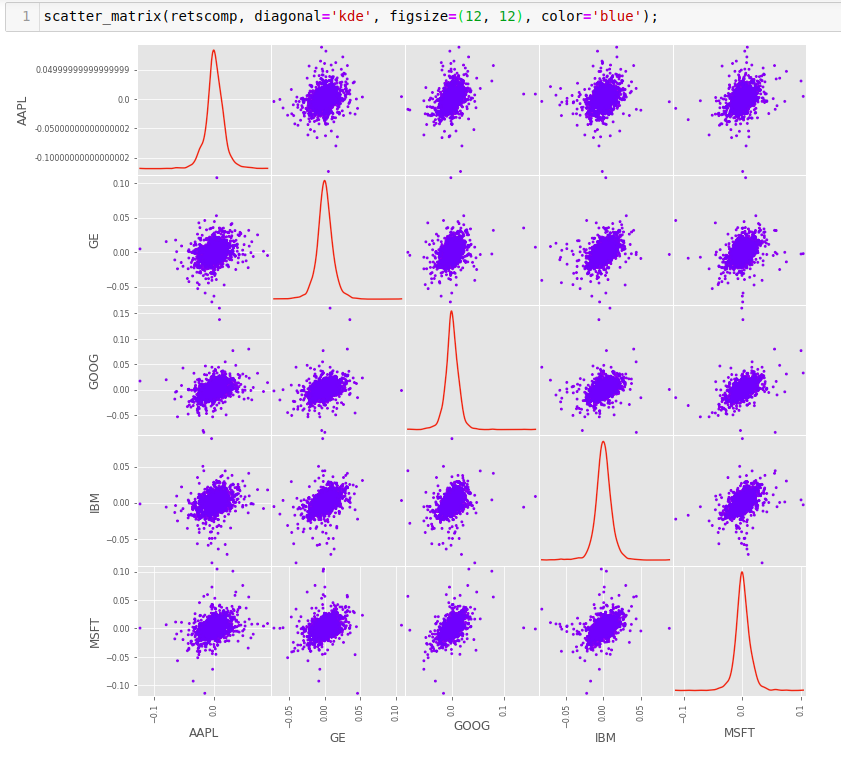 1 scatter_matrix(retscomp, diagonal='kde', figsize=(12, 12), color='blue');
AAPL
0.04999999999999999
0.0
-0.05000000000000002
-0.10000000000000002
GE
0.10
0.05
0.00
−0.05
GOOG
0.15
0.10
0.05
0.00
−0.05
IBM
0.05
0.00
−0.05
MSFT
0.10
0.05
0.00
−0.05
−0.10
−0.1 0.0 −0.05 0.00 0.05 0.10 0.0 0.1 −0.05 0.00 0.05 −0.1 0.0 0.1
AAPL GE GOOG IBM MSFT